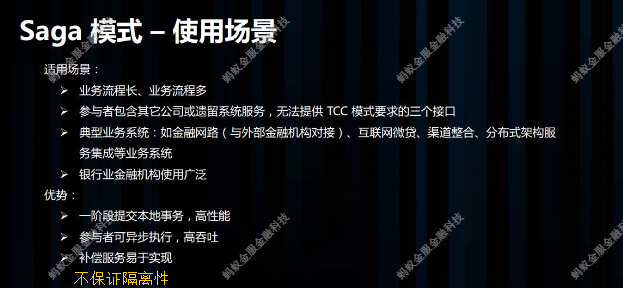 Saga 模式 – 使用场景
适用场景：
➢ 业务流程长、业务流程多
➢ 参与者包含其它公司或遗留系统服务，无法提供 TCC 模式要求的三个接口
➢ 典型业务系统：如金融网路（与外部金融机构对接）、互联网微贷、渠道整合、分布式架构服
务集成等业务系统
➢ 银行业金融机构使用广泛
优势：
➢ 一阶段提交本地事务，高性能
➢ 参与者可异步执行，高吞吐
➢ 补偿服务易于实现
不保证隔离性
蚂蚁金服金融科技
蚂蚁金服金融科技
蚂蚁金服金融科技
蚂蚁金服金融科技
蚂蚁金服金融科技
蚂蚁金服金融科技